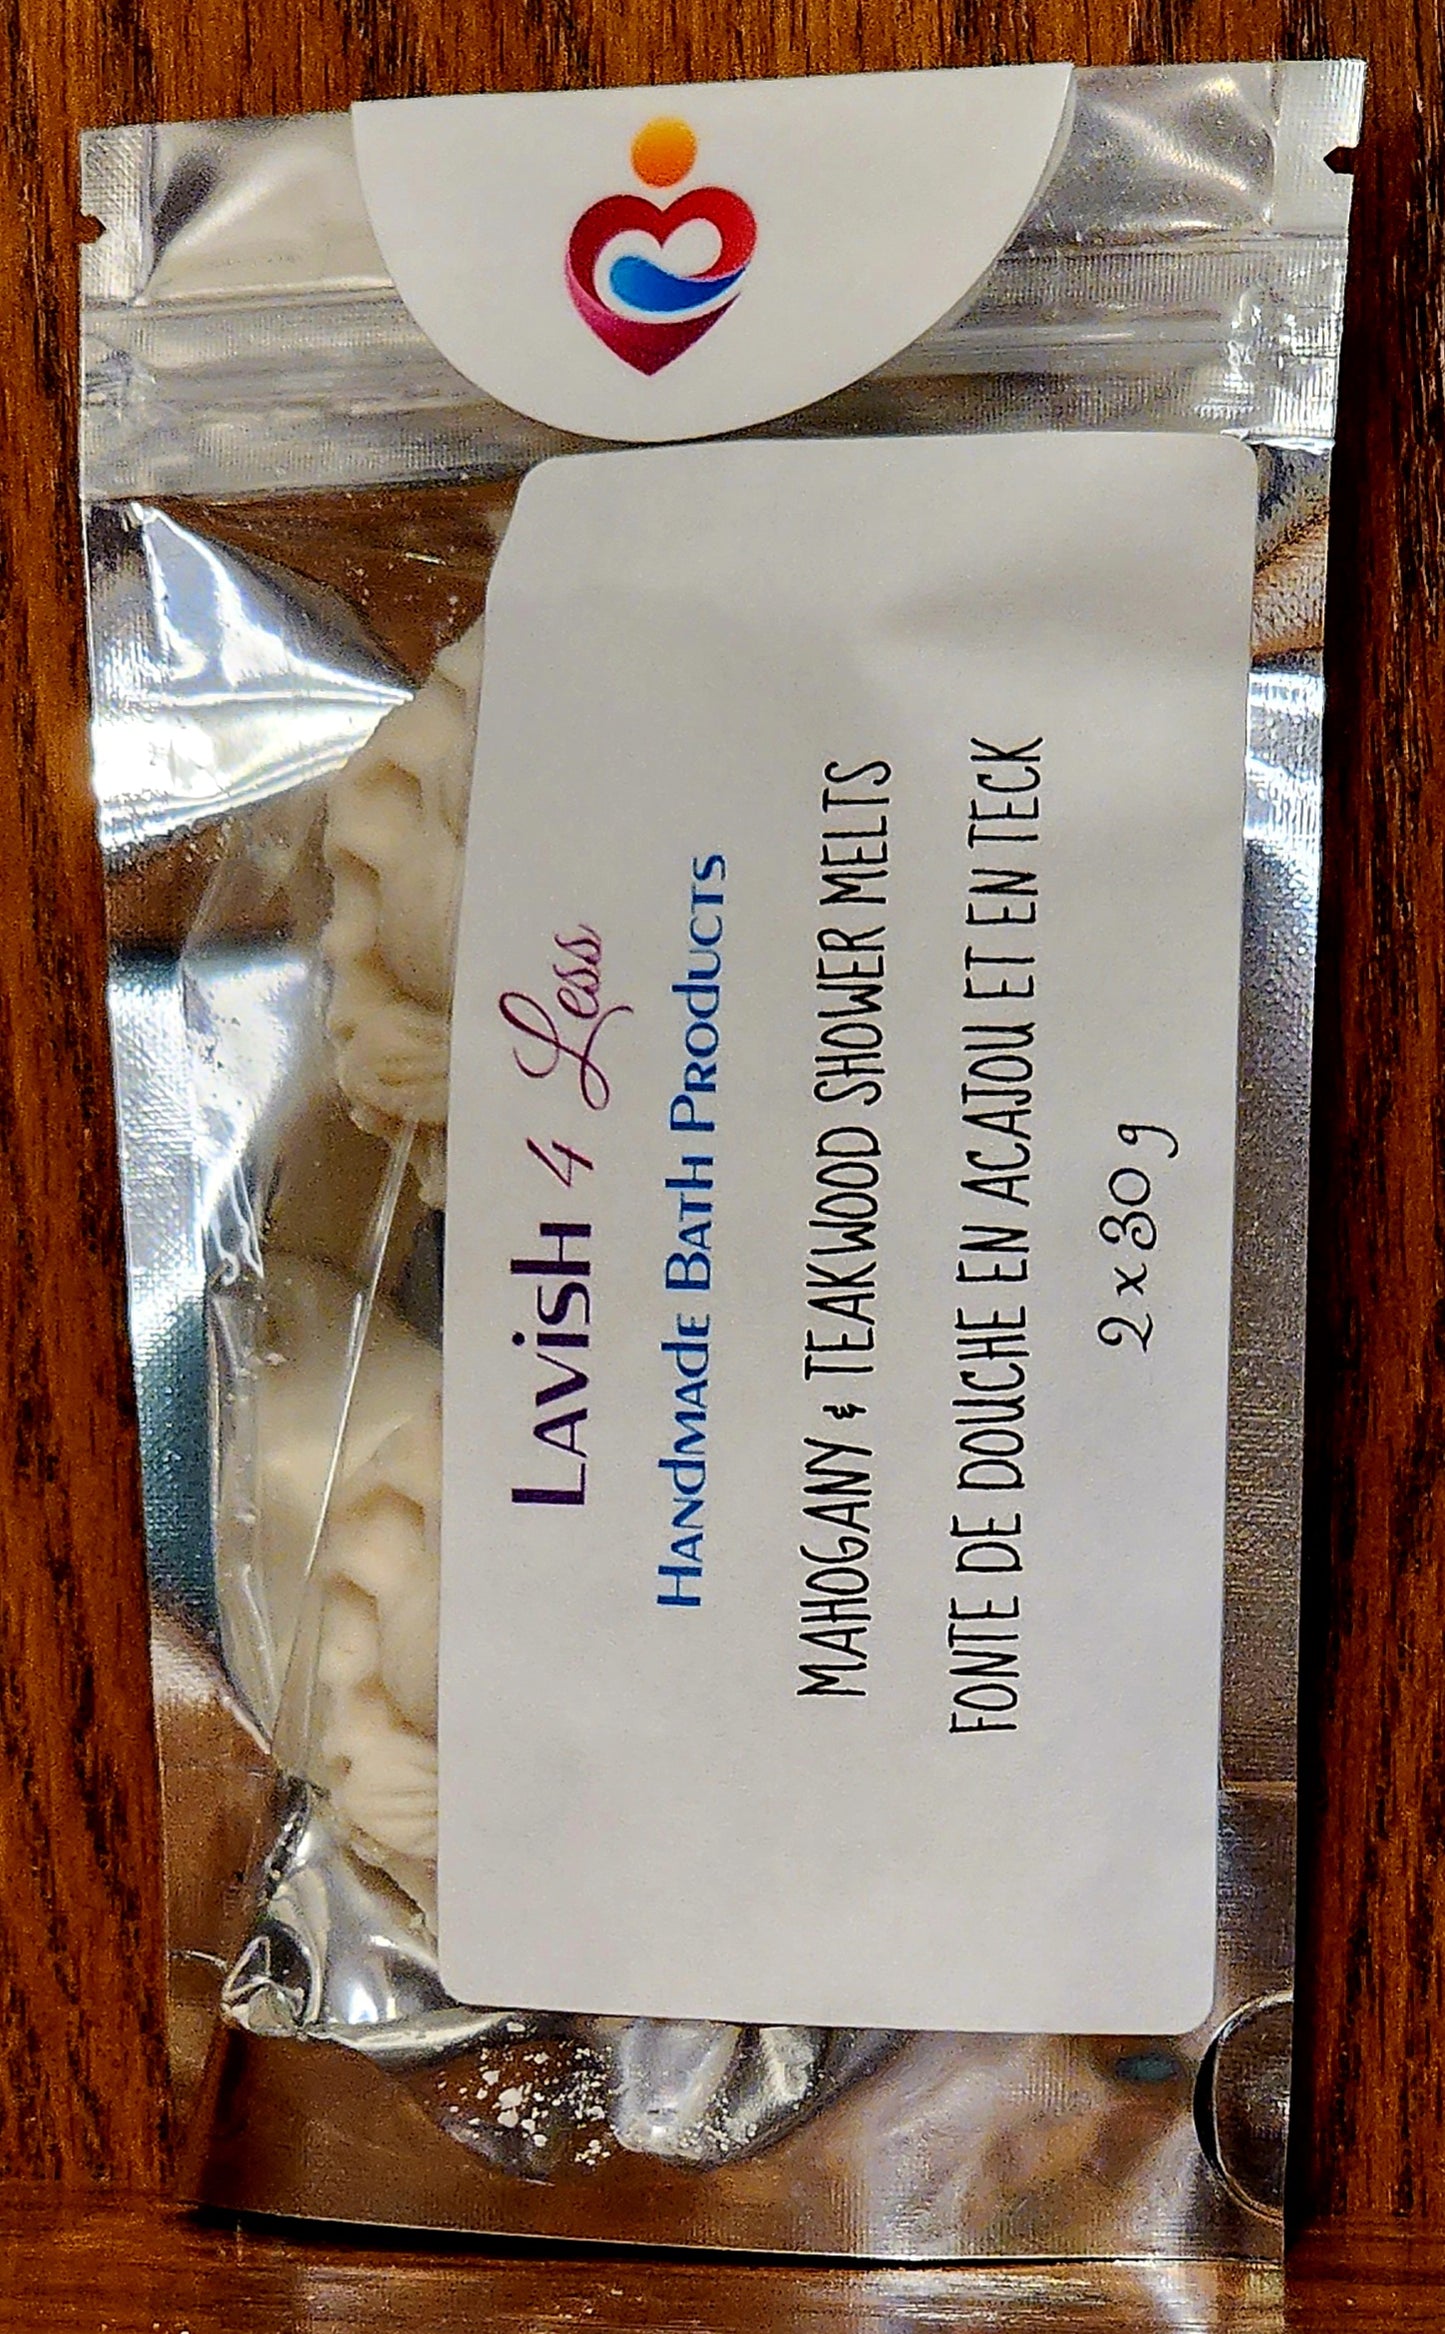 Lavish 4 Less
Handmade Bath Products
MAHOGANY & TEAKWOOD SHOWER MELTS
FONTE DE DOUCHE EN ACAJOU ET EN TECK
2 x 30 g